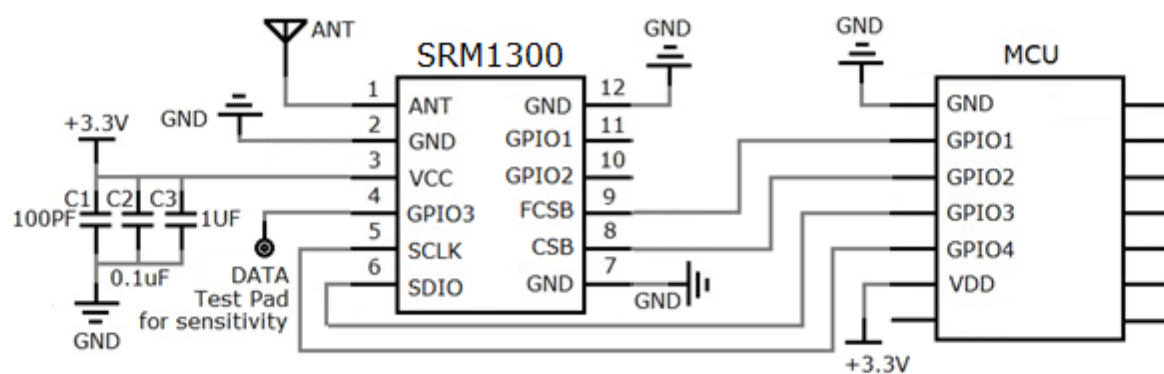 ANT
GND
GND
SRM1300
MCU
+3.3V
GND
1
ANT
GND
12
GND
2
GND
GPIO1
11
GPIO1
3
VCC
GPIO2
10
GPIO2
C1
C2
C3
100PF
1UF
0.1uF
4
GPIO3
FCSB
9
GPIO3
5
SCLK
CSB
8
GPIO4
6
SDIO
GND
7
VDD
DATA
Test Pad
for sensitivity
GND
GND
+3.3V